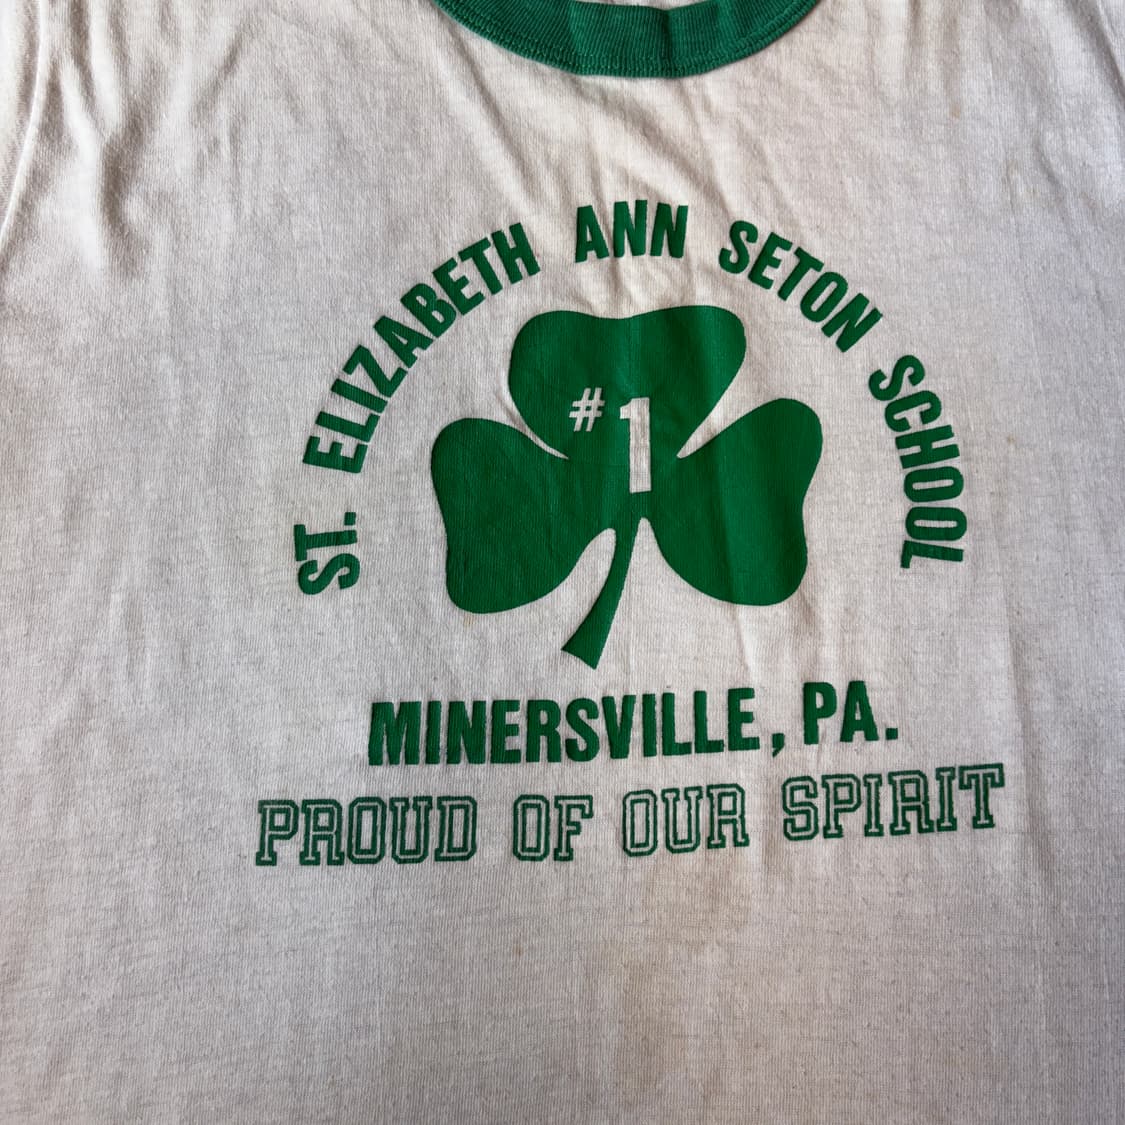 ST. ELIZABETH ANN SETON SCHOOL
#1
MINERSVILLE, PA.
PROUD OF OUR SPIRIT